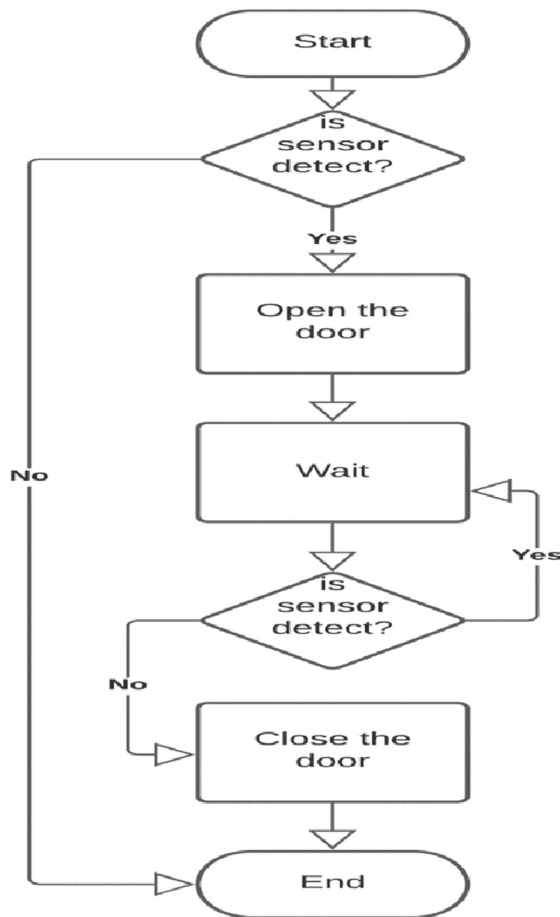 Start
is
sensor
detect?
Yes
Open the
door
No
Wait
Yes
is
sensor
detect?
No
Close the
door
End